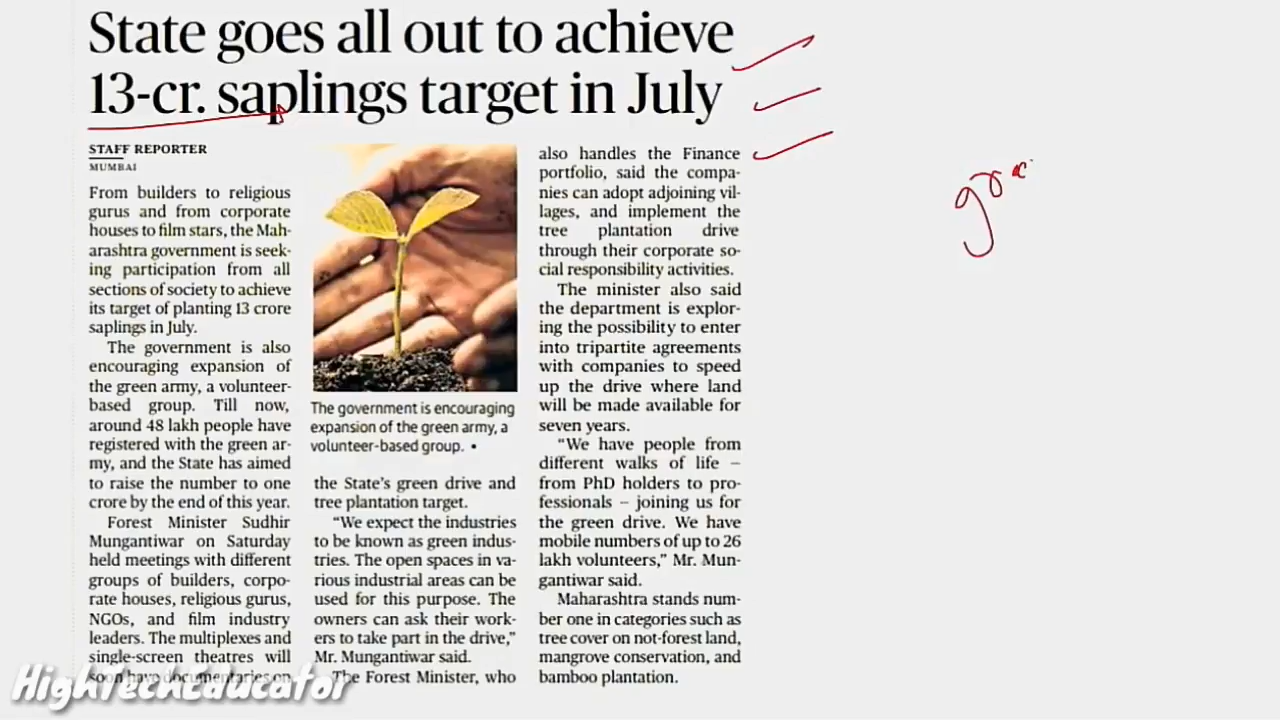 State goes all out to achieve
13-cr. saplings target in July
STAFF REPORTER
MUMBAI
From builders to religious
gurus and from corporate
houses to film stars, the Mah-
arashtra government is seek-
ing participation from all
sections of society to achieve
its target of planting 13 crore
saplings in July.
The government is also
encouraging expansion of
the green army, a volunteer-
based group. Till now,
around 48 lakh people have
registered with the green ar-
my, and the State has aimed
to raise the number to one
crore by the end of this year.
Forest Minister Sudhir
Mungantiwar on Saturday
held meetings with different
groups of builders, corpo-
rate houses, religious gurus,
NGOs, and film industry
leaders. The multiplexes and
single-screen theatres will
soon have documentaries on
The government is encouraging
expansion of the green army, a
volunteer-based group. •
the State's green drive and
tree plantation target.
"We expect the industries
to be known as green indus-
tries. The open spaces in va-
rious industrial areas can be
used for this purpose. The
owners can ask their work-
ers to take part in the drive,"
Mr. Mungantiwar said.
The Forest Minister, who
also handles the Finance
portfolio, said the compa-
nies can adopt adjoining vil-
lages, and implement the
tree plantation drive
through their corporate so-
cial responsibility activities.
The minister also said
the department is explor-
ing the possibility to enter
into tripartite agreements
with companies to speed
up the drive where land
will be made available for
seven years.
"We have people from
different walks of life –
from PhD holders to pro-
fessionals – joining us for
the green drive. We have
mobile numbers of up to 26
lakh volunteers," Mr. Mun-
gantiwar said.
Maharashtra stands num-
ber one in categories such as
tree cover on not-forest land,
mangrove conservation, and
bamboo plantation.
HighTechEducator